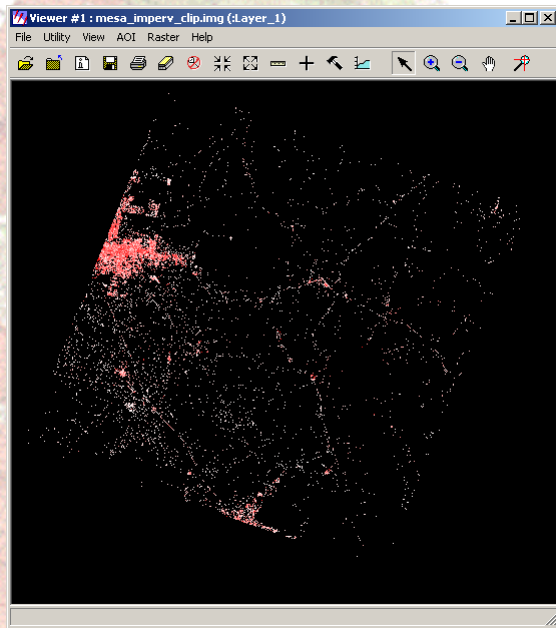 Viewer #1 : mesa_imperv_clip.img (:Layer_1)
File Utility View AOI Raster Help